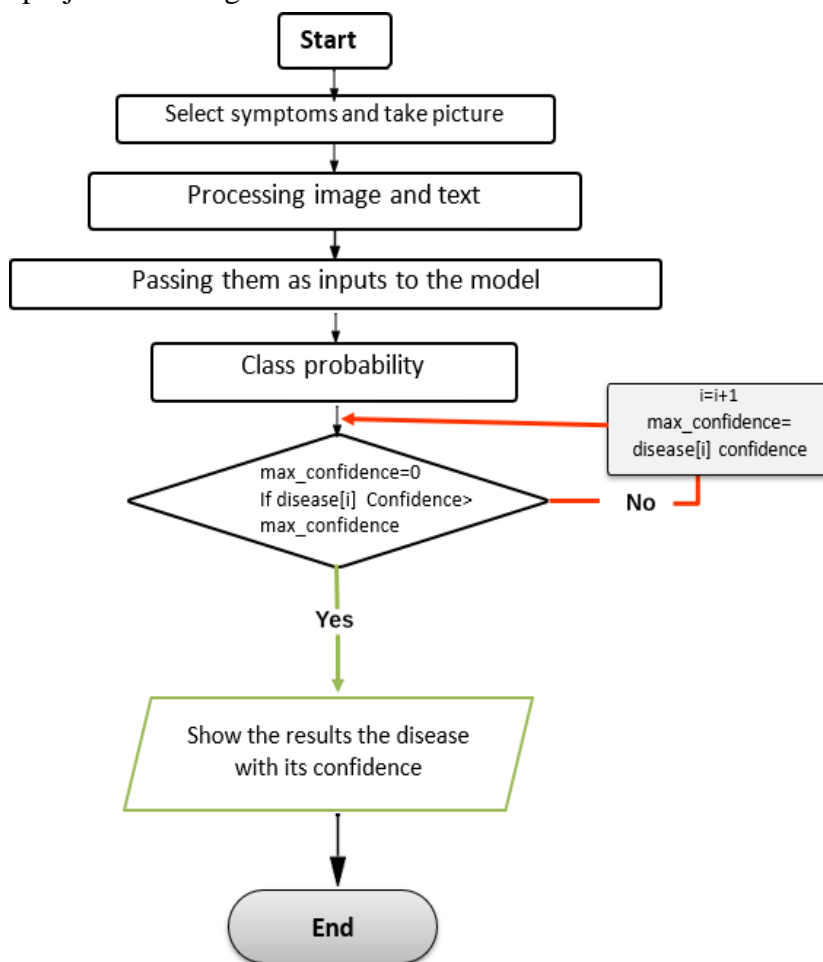 Start
Select symptoms and take picture
Processing image and text
Passing them as inputs to the model
Class probability
i=i+1
max_confidence=
disease[i] confidence
max_confidence=0
If disease[i] Confidence>
max_confidence
No
Yes
Show the results the disease
with its confidence
End